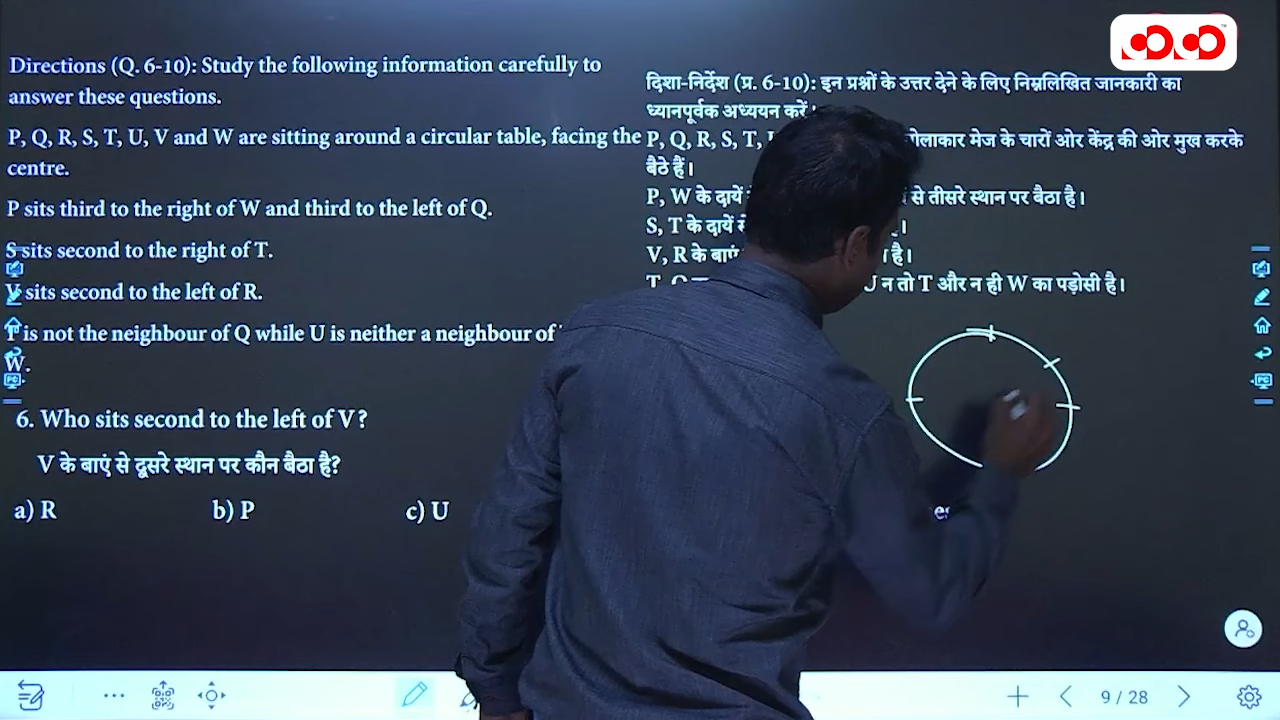 Directions (Q. 6-10): Study the following information carefully to
answer these questions.
P, Q, R, S, T, U, V and W are sitting around a circular table, facing the
centre.
P sits third to the right of W and third to the left of Q.
S sits second to the right of T.
V sits second to the left of R.
T is not the neighbour of Q while U is neither a neighbour of
W.
6. Who sits second to the left of V?
V के बाएं से दूसरे स्थान पर कौन बैठा है?
a) R b) P c) U
दिशा-निर्देश (प्र. 6-10): इन प्रश्नों के उत्तर देने के लिए निम्नलिखित जानकारी का
ध्यानपूर्वक अध्ययन करें
P, Q, R, S, T, गोलाकार मेज के चारों ओर केंद्र की ओर मुख करके
बैठे हैं।
P, W के दायें से तीसरे स्थान पर बैठा है।
S, T के दायें
V, R के बाएं है।
T, U न तो T और न ही W का पड़ोसी है।
9 / 28